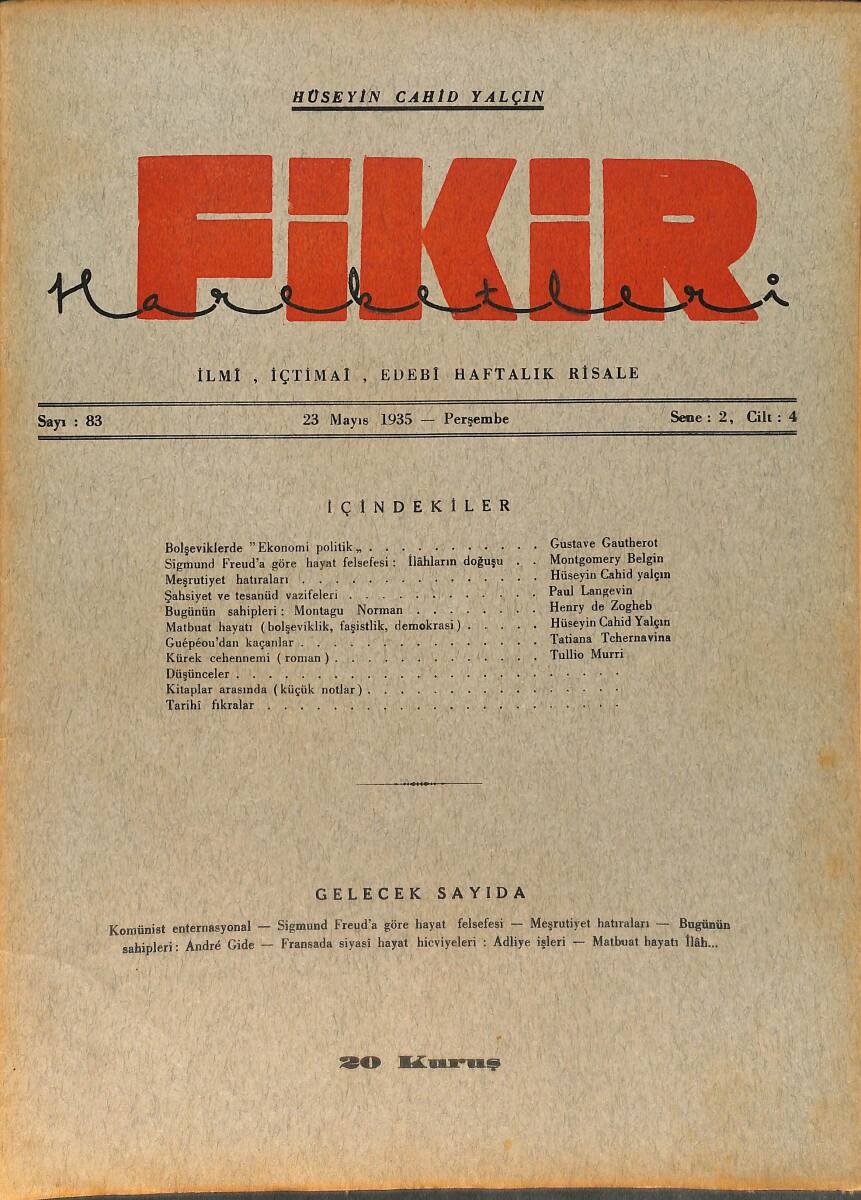 HÜSEYİN CAHİD YALÇIN
FİKİR
Hareketleri
İLMÎ , İÇTİMAÎ , EDEBÎ HAFTALIK RİSALE
Sayı : 83 23 Mayıs 1935 — Perşembe Sene : 2, Cilt : 4
İÇİNDEKİLER
Bolşeviklerde "Ekonomi politik„ . . . . . . . . . . . Gustave Gautherot
Sigmund Freud'a göre hayat felsefesi : İlâhların doğuşu . . Montgomery Belgin
Meşrutiyet hatıraları . . . . . . . . . . . . . . Hüseyin Cahid yalçın
Şahsiyet ve tesanüd vazifeleri . . . . . . . . . . . Paul Langevin
Bugünün sahipleri : Montagu Norman . . . . . . . . Henry de Zogheb
Matbuat hayatı (bolşeviklik, faşistlik, demokrasi) . . . . . Hüseyin Cahid Yalçın
Guépéou'dan kaçanlar . . . . . . . . . . . . . . Tatiana Tchernavina
Kürek cehennemi (roman) . . . . . . . . . . . . Tullio Murri
Düşünceler . . . . . . . . . . . . . . . . . . . . . .
Kitaplar arasında (küçük notlar) . . . . . . . . . . . . . .
Tarihî fıkralar . . . . . . . . . . . . . . . . . . . .
GELECEK SAYIDA
Komünist enternasyonal — Sigmund Freud'a göre hayat felsefesi — Meşrutiyet hatıraları — Bugünün
sahipleri : André Gide — Fransada siyasî hayat hicviyeleri : Adliye işleri — Matbuat hayatı İlâh...
20 Kuruş